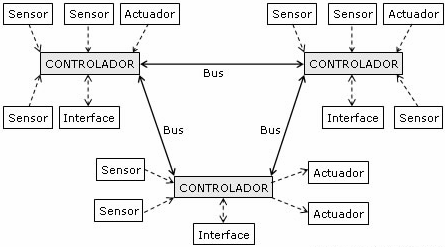 Sensor Sensor Actuador Sensor Sensor Actuador
CONTROLADOR CONTROLADOR
Bus
Sensor Interface Interface Sensor
Bus Bus
Sensor Actuador
CONTROLADOR
Sensor Actuador
Interface